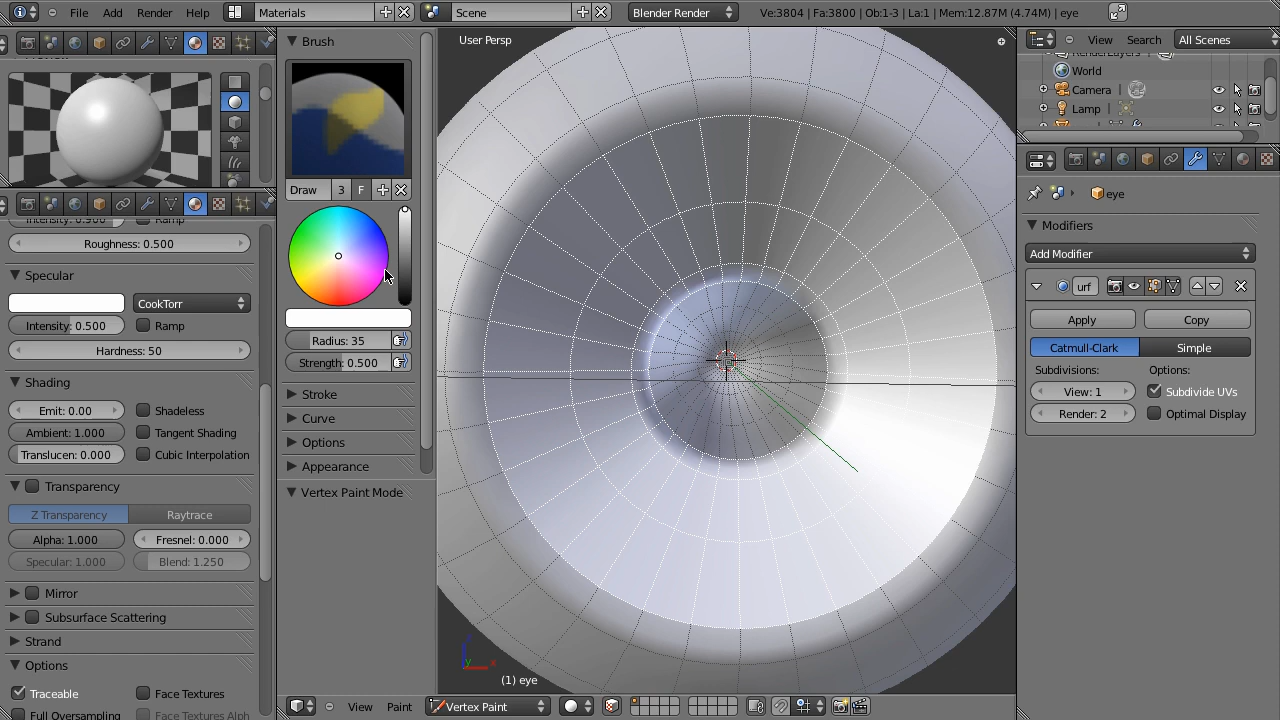 File Add Render Help Materials Scene Blender Render Ve:3804 | Fa:3800 | Ob:1-3 | La:1 | Mem:12.87M (4.74M) | eye
Roughness: 0.500
Specular
CookTorr
Intensity: 0.500 Ramp
Hardness: 50
Shading
Emit: 0.00 Shadeless
Ambient: 1.000 Tangent Shading
Translucen: 0.000 Cubic Interpolation
Transparency
Z Transparency Raytrace
Alpha: 1.000 Fresnel: 0.000
Specular: 1.000 Blend: 1.250
Mirror
Subsurface Scattering
Strand
Options
Traceable Face Textures
Full Oversampling Face Textures Alph
Brush
Draw 3 F
Radius: 35
Strength: 0.500
Stroke
Curve
Options
Appearance
Vertex Paint Mode
User Persp
x
y
(1) eye
View Paint Vertex Paint
View Search All Scenes
World
Camera
Lamp
eye
Modifiers
Add Modifier
urf
Apply Copy
Catmull-Clark Simple
Subdivisions: Options:
View: 1 Subdivide UVs
Render: 2 Optimal Display